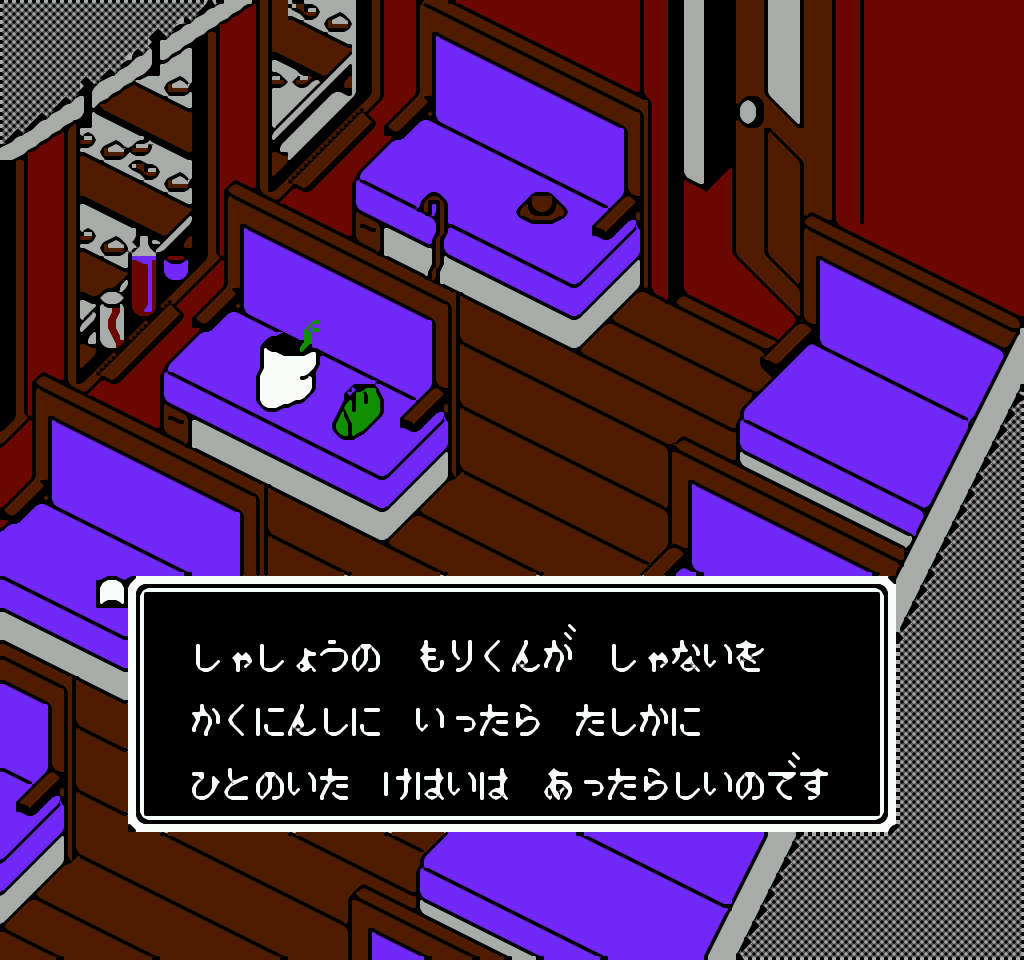 しゃしょうの もりくんが しゃないを
かくにんしに いったら たしかに
ひとのいた けはいは あったらしいのです